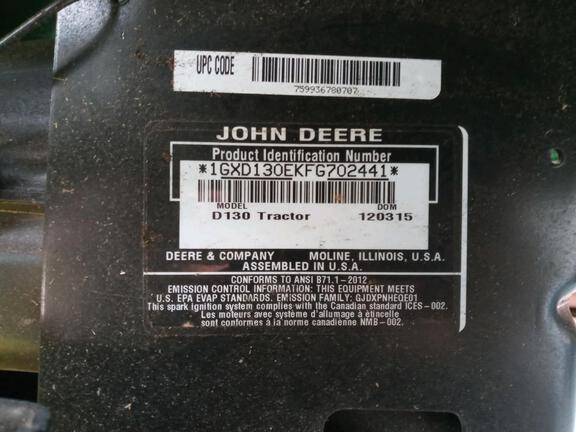 UPC CODE
759936780707
JOHN DEERE
Product Identification Number
*1GXD130EKFG702441*
MODEL DOM
D130 Tractor 120315
DEERE & COMPANY MOLINE, ILLINOIS, U.S.A.
ASSEMBLED IN U.S.A.
CONFORMS TO ANSI B71.1-2012
EMISSION CONTROL INFORMATION: THIS EQUIPMENT MEETS
U.S. EPA EVAP STANDARDS. EMISSION FAMILY: GJDXPNHEQE01
This spark ignition system complies with the Canadian standard ICES-002.
Les moteurs avec système d'allumage à étincelle
sont conformes à la norme canadienne NMB-002.